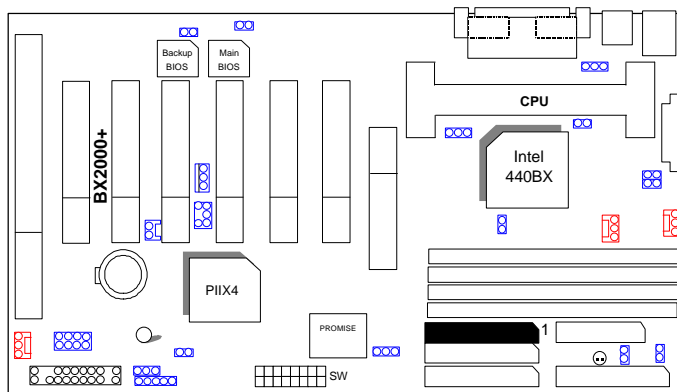 Backup
BIOS
Main
BIOS
CPU
BX2000+
Intel
440BX
PIIX4
PROMISE
1
SW